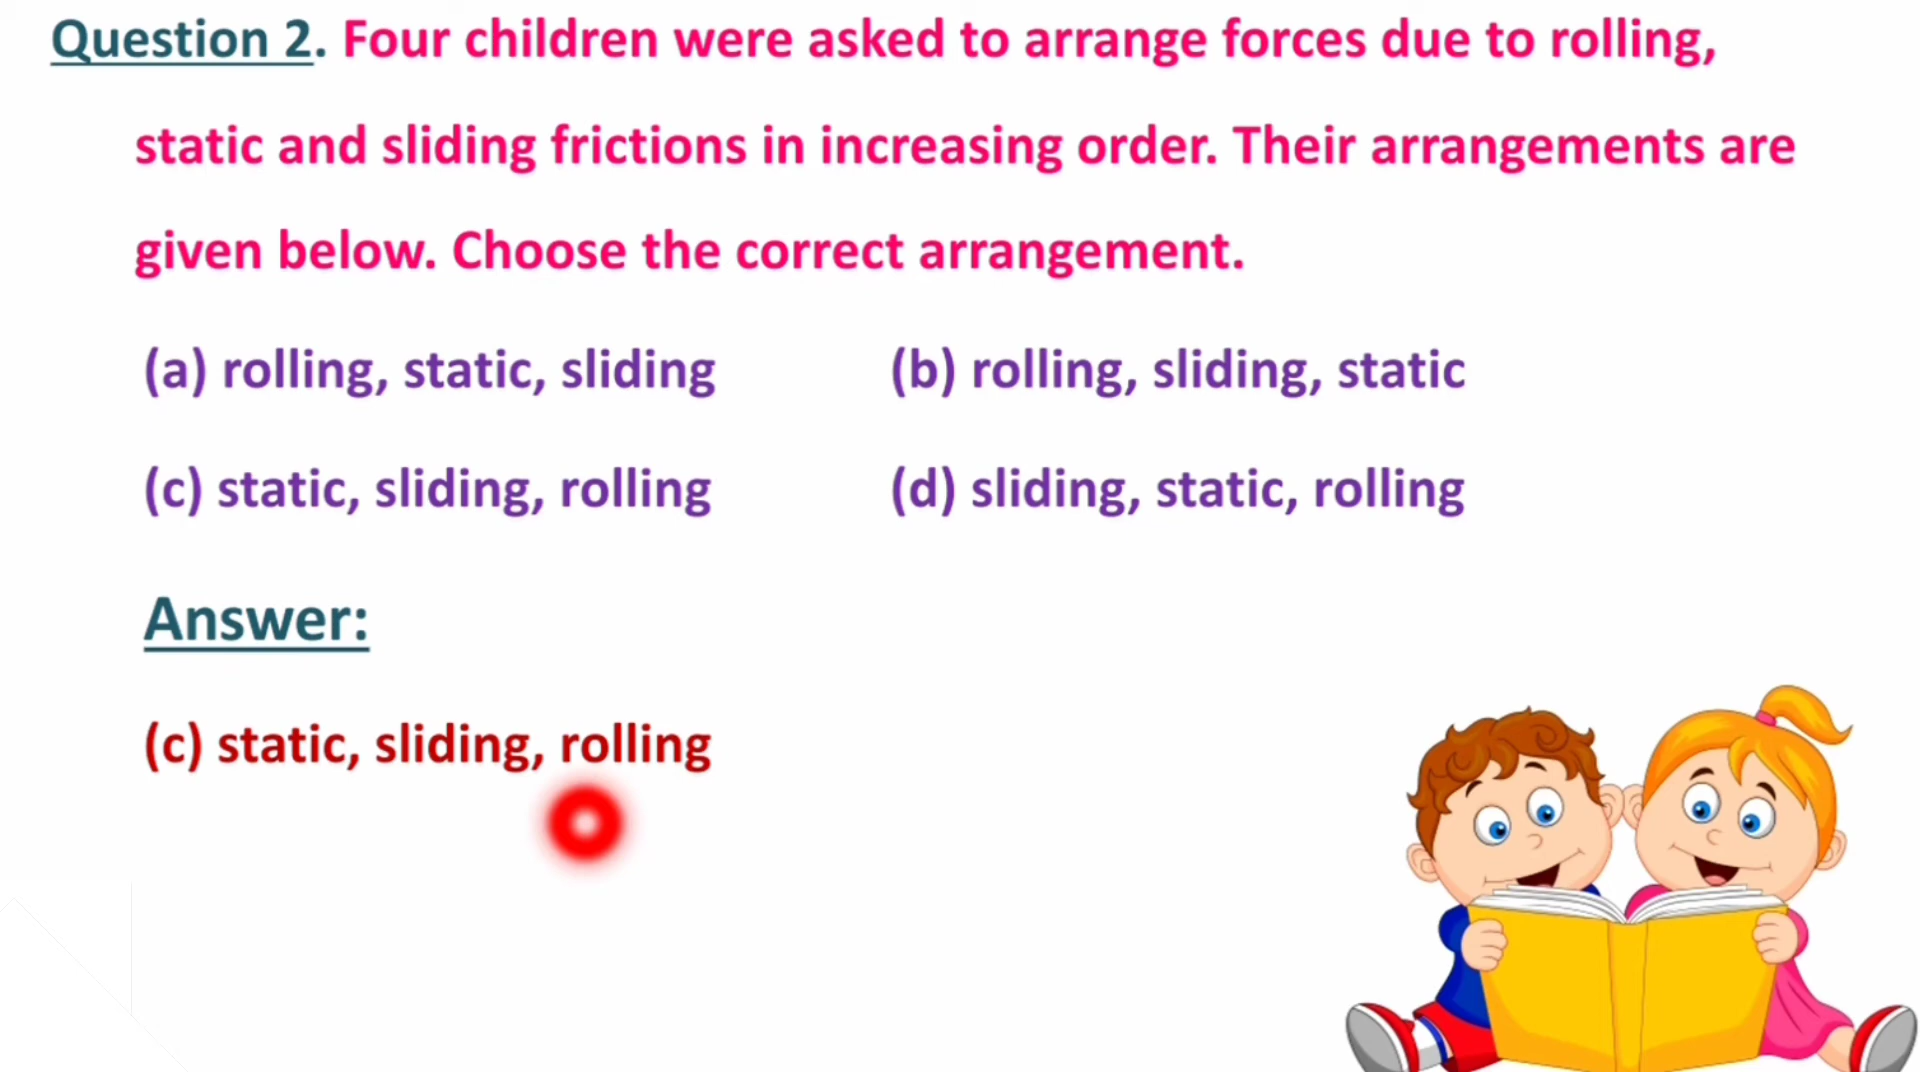 Question 2. Four children were asked to arrange forces due to rolling,
static and sliding frictions in increasing order. Their arrangements are
given below. Choose the correct arrangement.
(a) rolling, static, sliding (b) rolling, sliding, static
(c) static, sliding, rolling (d) sliding, static, rolling
Answer:
(c) static, sliding, rolling